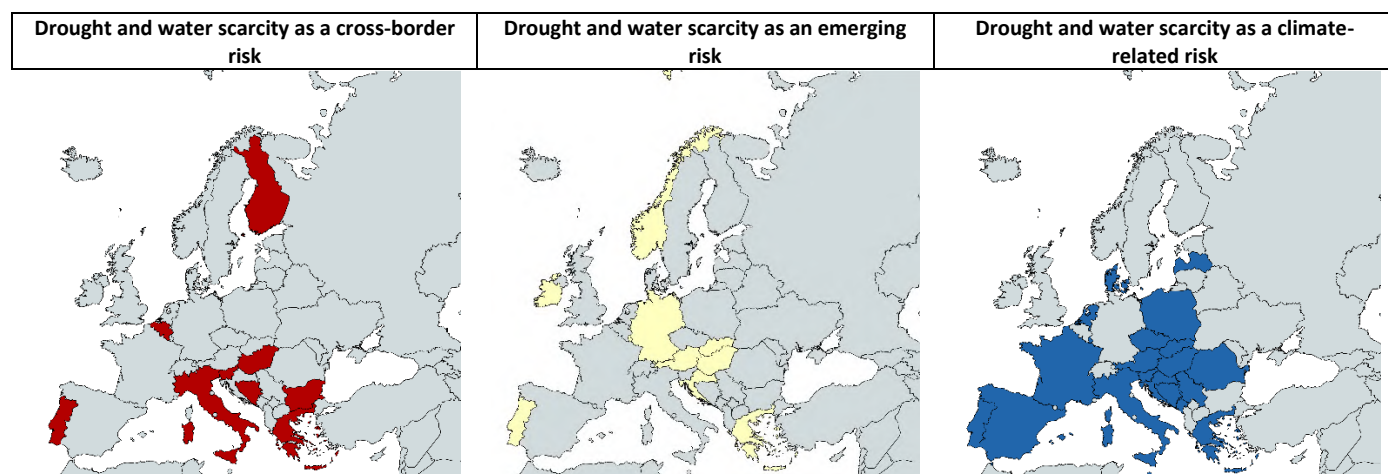 Drought and water scarcity as a cross-border
risk
Drought and water scarcity as an emerging
risk
Drought and water scarcity as a climate-
related risk